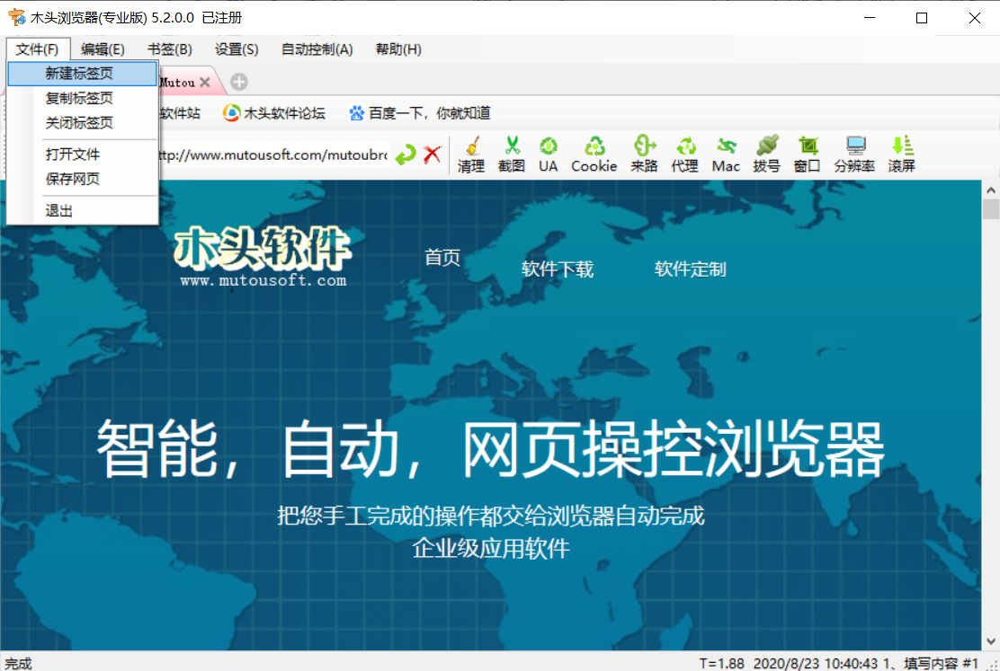 木头浏览器(专业版) 5.2.0.0 已注册
文件(F) 编辑(E) 书签(B) 设置(S) 自动控制(A) 帮助(H)
新建标签页
Mutou
复制标签页
关闭标签页
软件站 木头软件论坛 百度一下，你就知道
打开文件
ttp://www.mutousoft.com/mutoubr
清理 截图 UA Cookie 来路 代理 Mac 拨号 窗口 分辨率 滚屏
保存网页
退出
木头软件
www.mutousoft.com
首页
软件下载
软件定制
智能，自动，网页操控浏览器
把您手工完成的操作都交给浏览器自动完成
企业级应用软件
完成
T=1.88 2020/8/23 10:40:43 1、填写内容 #1